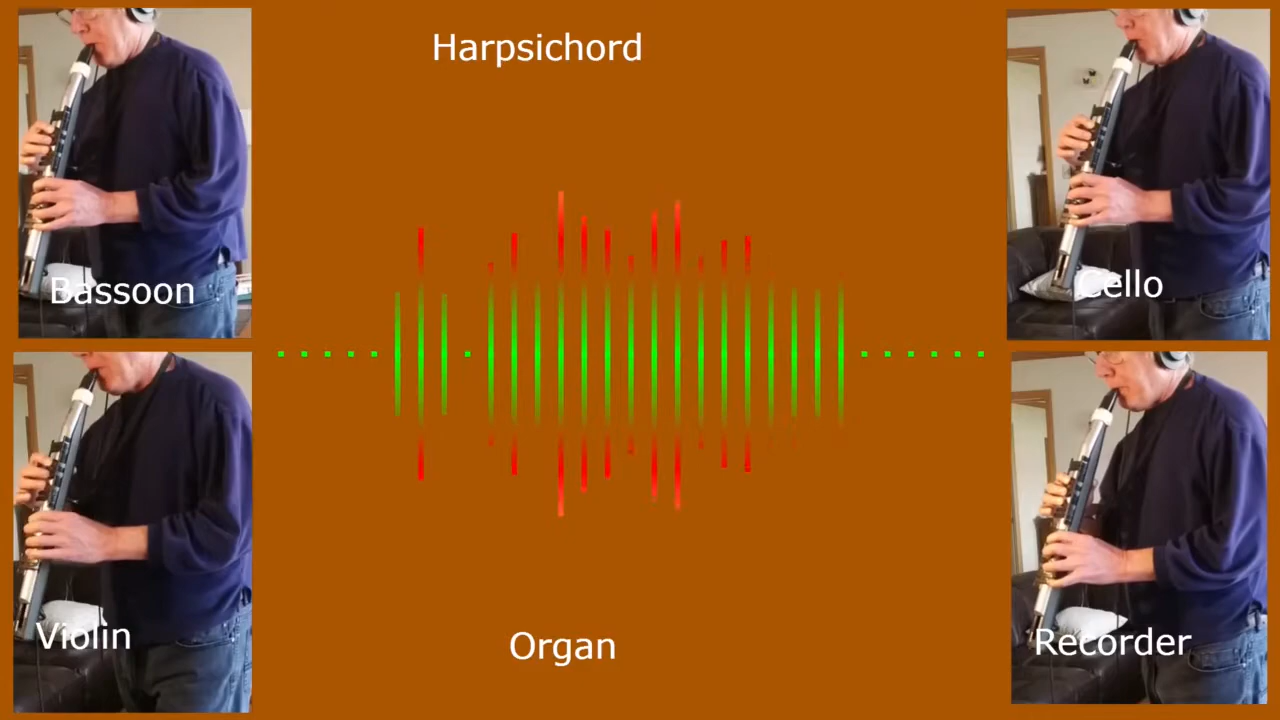 Harpsichord
Bassoon
Cello
Violin
Organ
Recorder